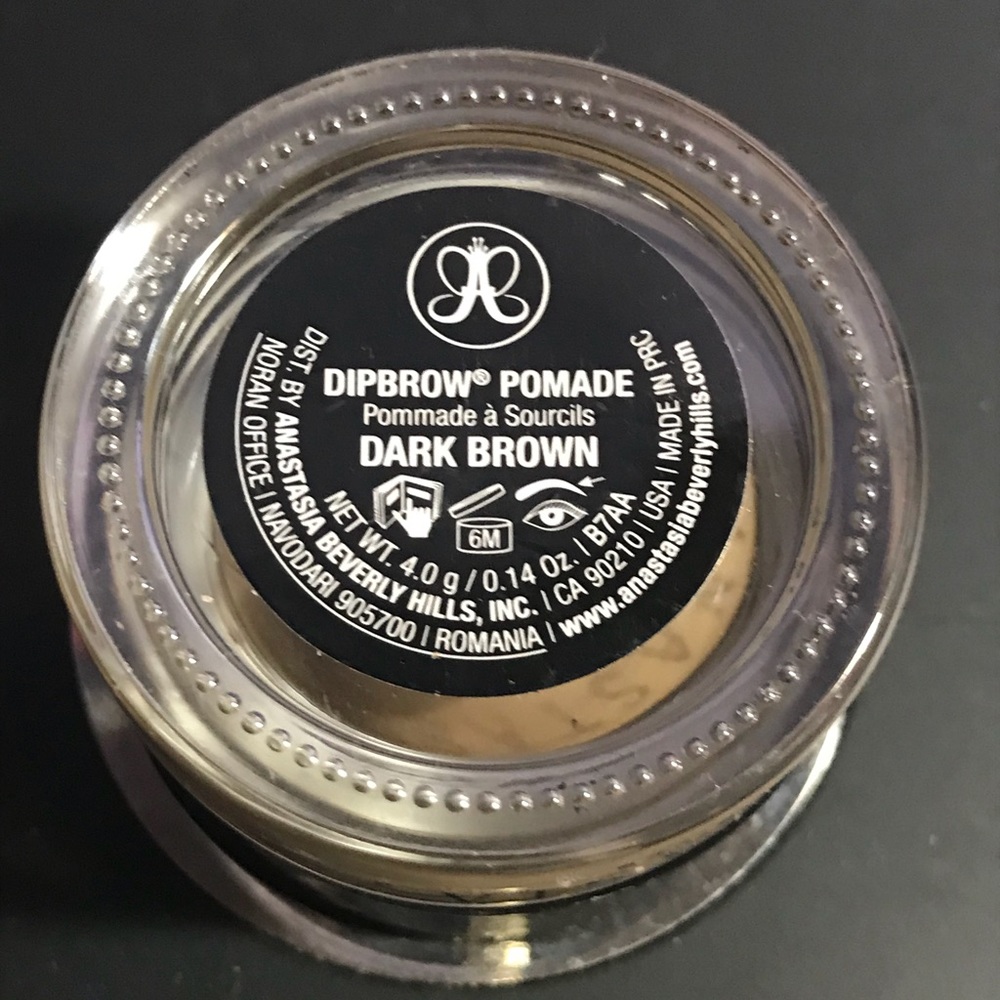 DIPBROW® POMADE
Pommade à Sourcils
DARK BROWN
6M
NET WT. 4.0 g / 0.14 Oz. | B7AA
DIST. BY ANASTASIA BEVERLY HILLS, INC. | CA 90210 | USA | MADE IN PRC
NORAN OFFICE | NAVODARI 905700 | ROMANIA | www.anastasiabeverlyhills.com